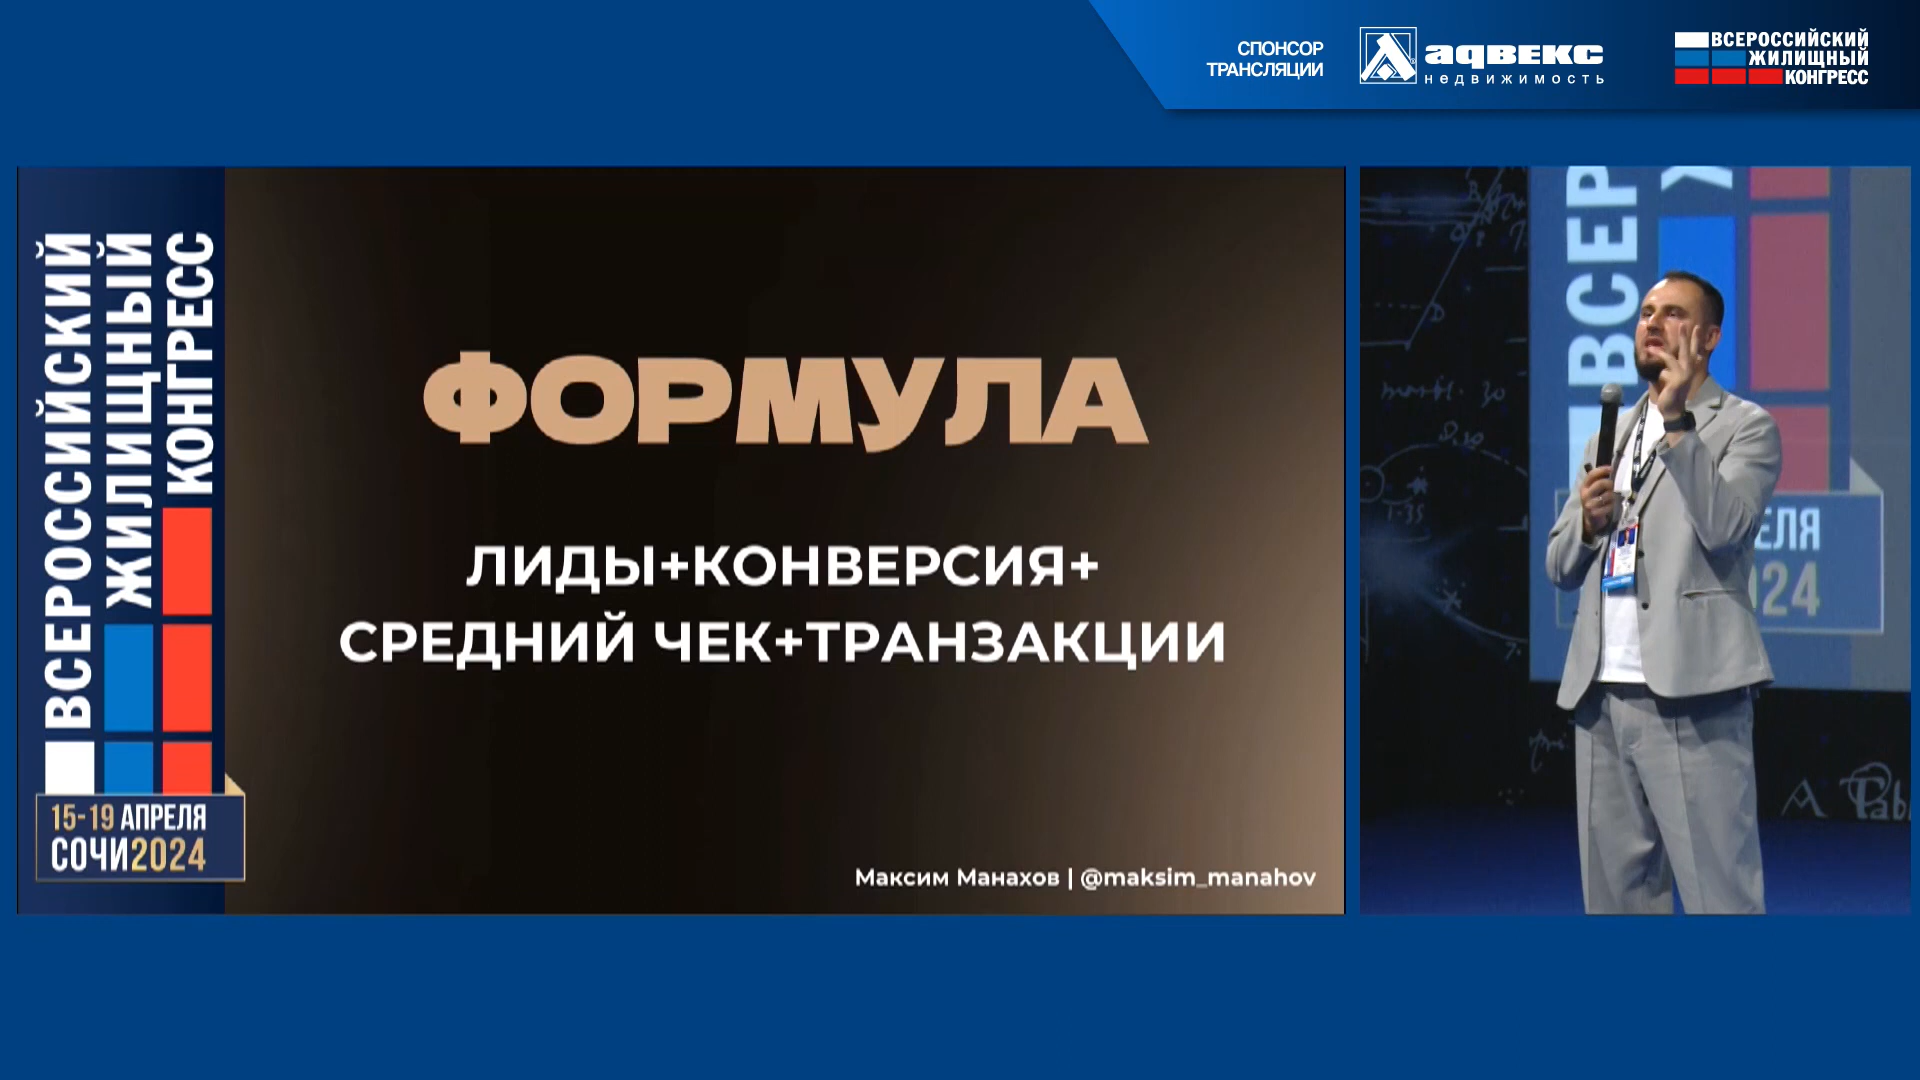 СПОНСОР
ТРАНСЛЯЦИИ
АДВЕКС
недвижимость
ВСЕРОССИЙСКИЙ
ЖИЛИЩНЫЙ
КОНГРЕСС
ВСЕРОССИЙСКИЙ
ЖИЛИЩНЫЙ
КОНГРЕСС
15-19 АПРЕЛЯ
СОЧИ2024
ФОРМУЛА
ЛИДЫ+КОНВЕРСИЯ+
СРЕДНИЙ ЧЕК+ТРАНЗАКЦИИ
Максим Манахов | @maksim_manahov
ВСЕР
Ж
ЕЛЯ
024